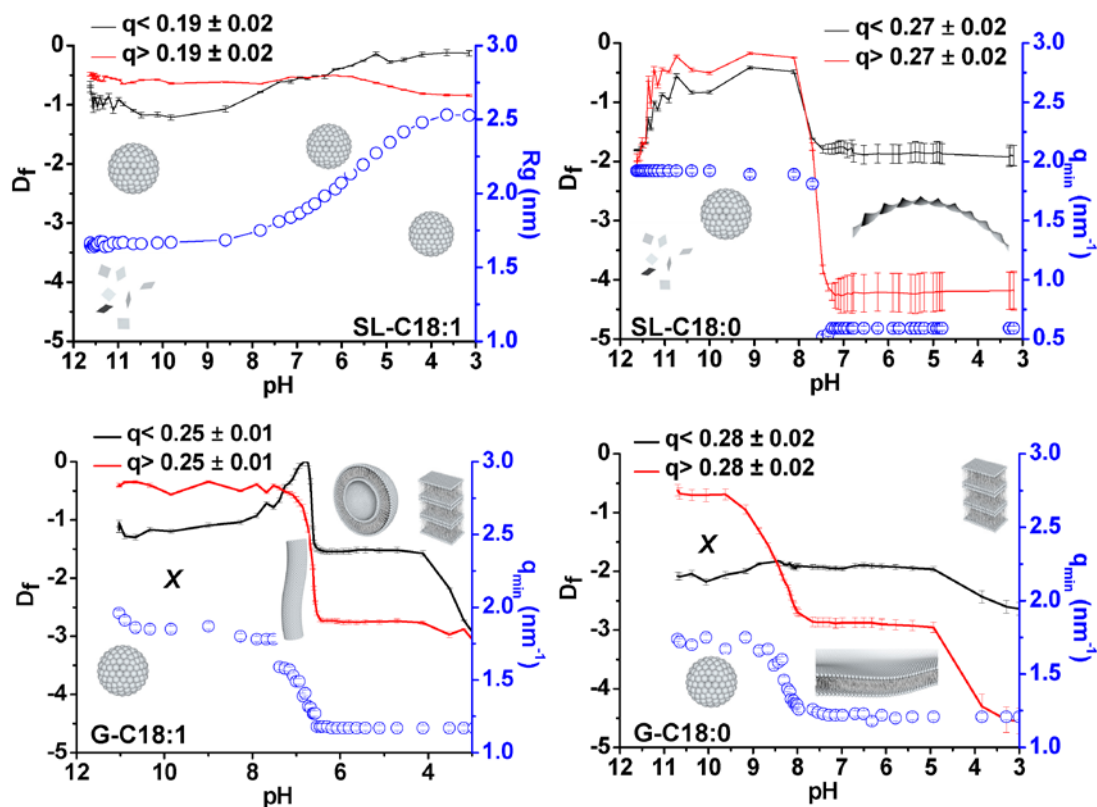 q< 0.19 ± 0.02
q> 0.19 ± 0.02
0
-1
-2
-3
-4
-5
Df
3.0
2.5
2.0
1.5
1.0
Rg (nm)
SL-C18:1
12 11 10 9 8 7 6 5 4 3
pH
q< 0.27 ± 0.02
q> 0.27 ± 0.02
0
-1
-2
-3
-4
-5
Df
3.0
2.5
2.0
1.5
1.0
0.5
qmin (nm-1)
SL-C18:0
12 11 10 9 8 7 6 5 4 3
pH
q< 0.25 ± 0.01
q> 0.25 ± 0.01
0
-1
-2
-3
-4
-5
Df
X
3.0
2.5
2.0
1.5
1.0
qmin (nm-1)
G-C18:1
12 11 10 9 8 7 6 5 4 3
pH
q< 0.28 ± 0.02
q> 0.28 ± 0.02
0
-1
-2
-3
-4
-5
Df
X
3.0
2.5
2.0
1.5
1.0
qmin (nm-1)
G-C18:0
12 11 10 9 8 7 6 5 4 3
pH